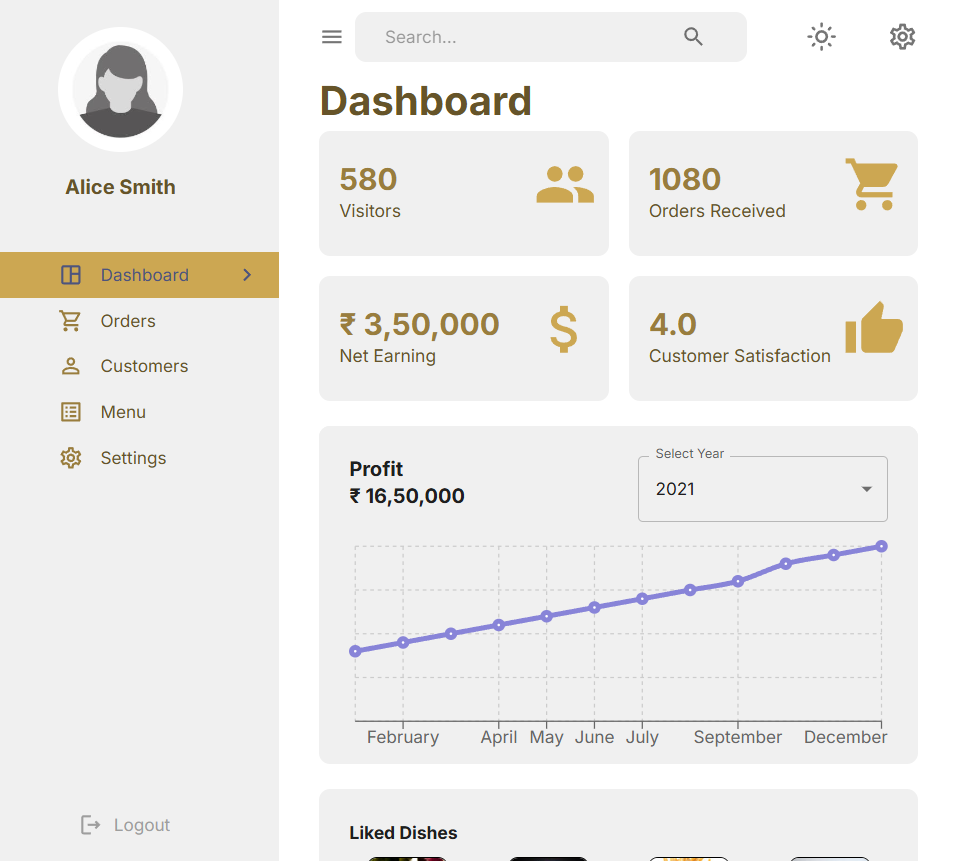 Alice Smith
Dashboard
Orders
Customers
Menu
Settings
Logout
Search...
Dashboard
580
Visitors
1080
Orders Received
₹ 3,50,000
Net Earning
4.0
Customer Satisfaction
Profit
₹ 16,50,000
Select Year
2021
February April May June July September December
Liked Dishes